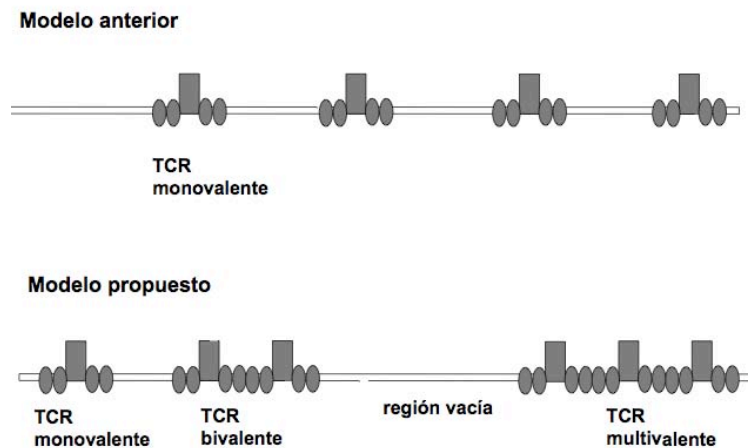 Modelo anterior
TCR
monovalente
Modelo propuesto
TCR
monovalente
TCR
bivalente
región vacía
TCR
multivalente